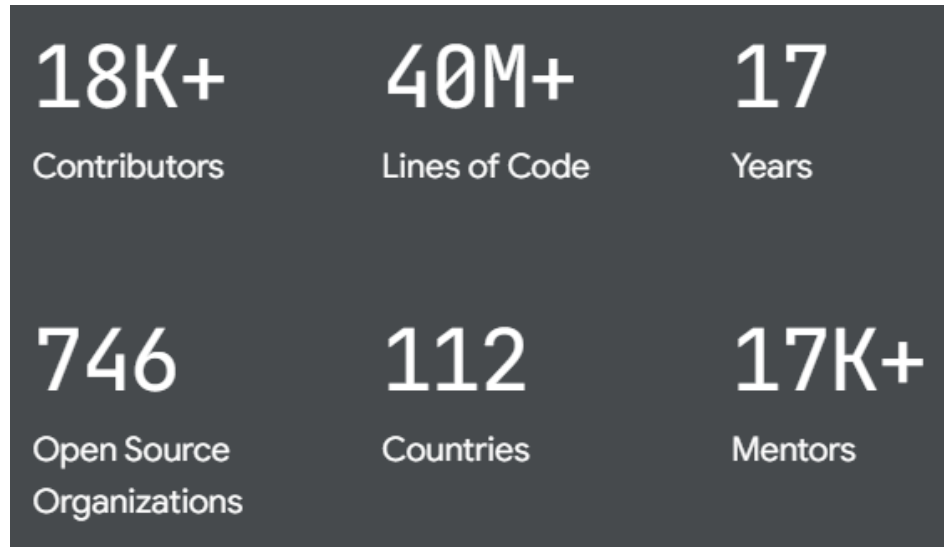 18K+
Contributors
40M+
Lines of Code
17
Years
746
Open Source
Organizations
112
Countries
17K+
Mentors